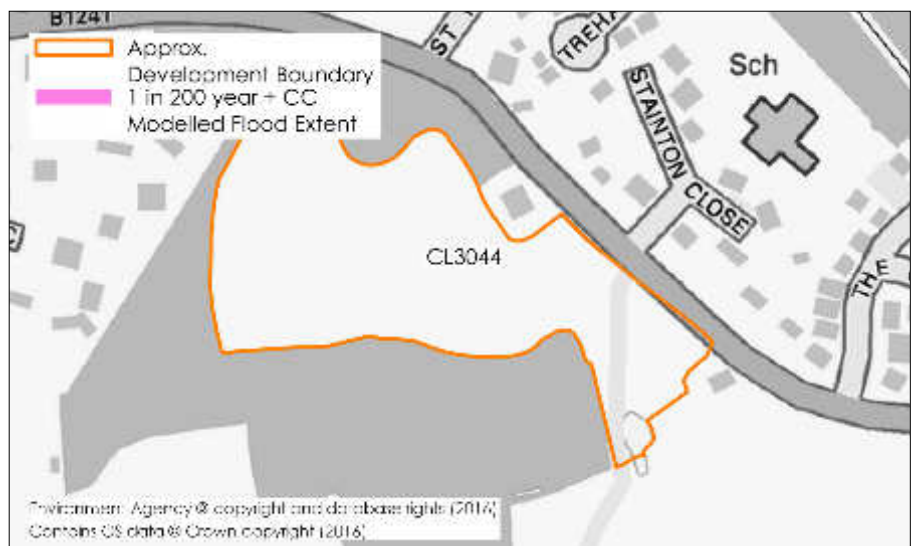 B1241
Approx.
Development Boundary
1 in 200 year + CC
Modelled Flood Extent
ST
TREHA
Sch
STAINTON CLOSE
THE
CL3044
Environment Agency © copyright and database rights (2016)
Contains OS data © Crown copyright (2016)